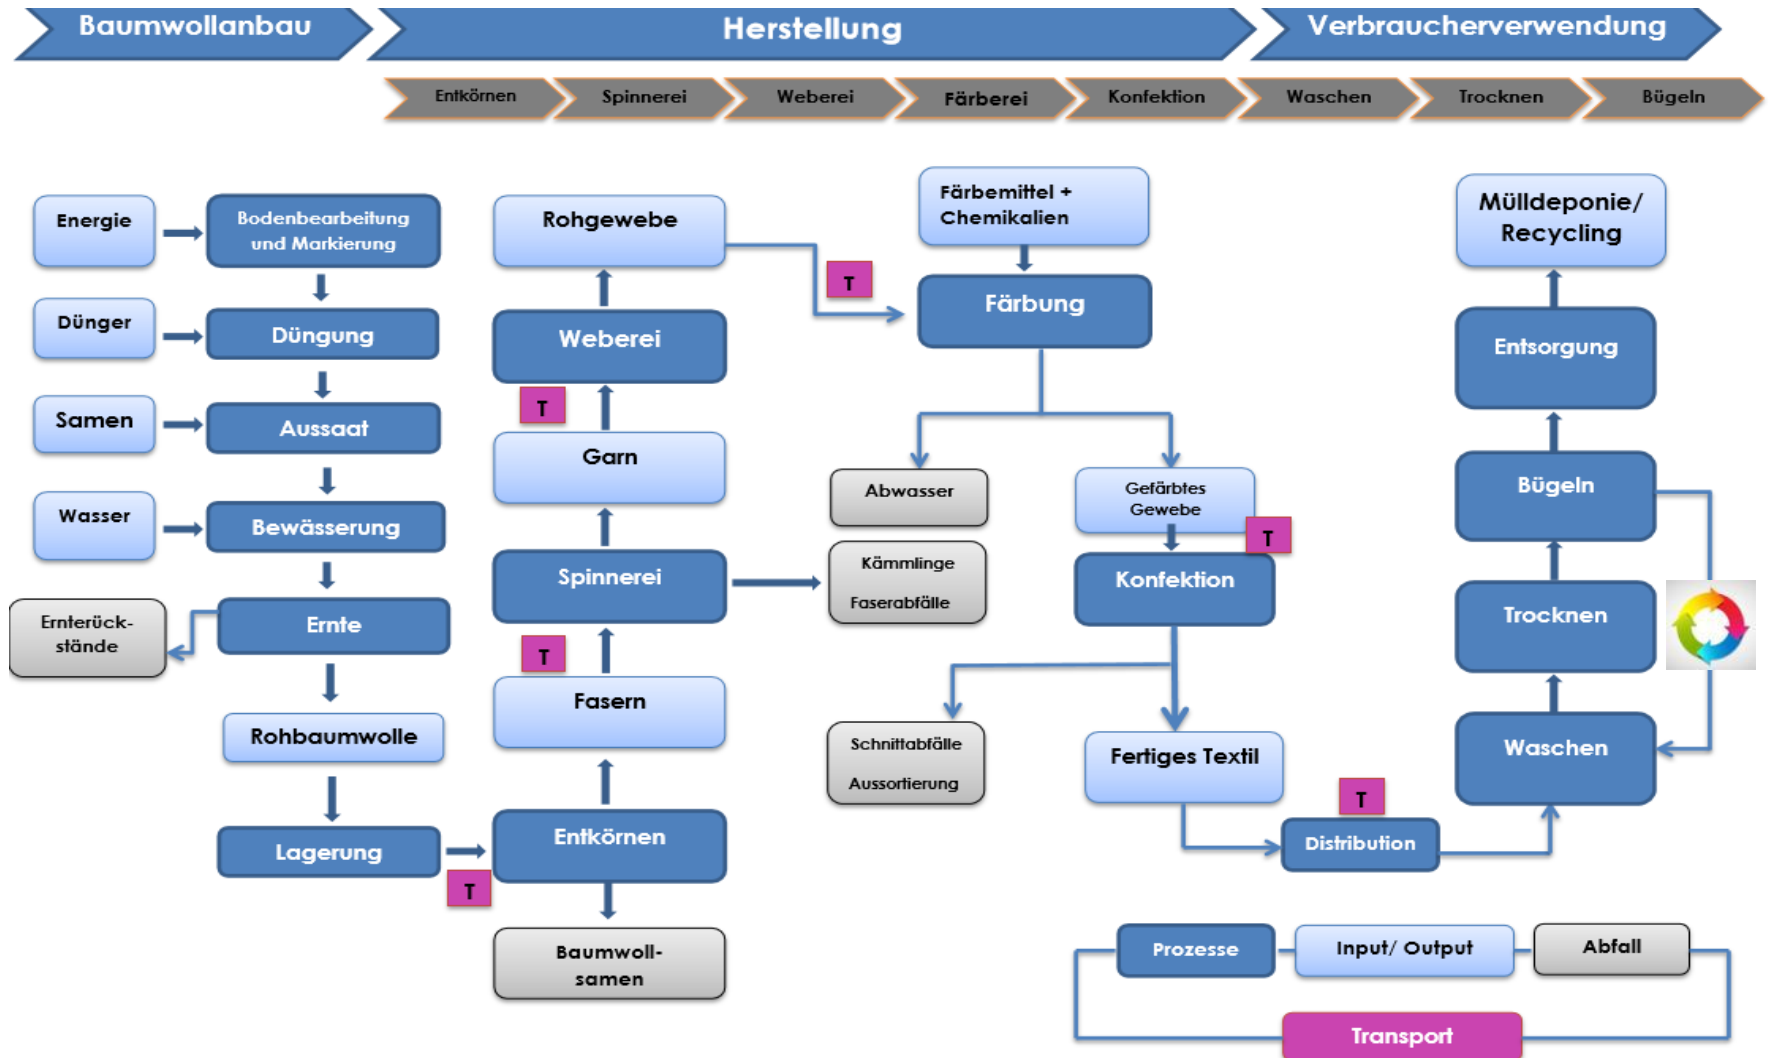 Baumwollanbau
Herstellung
Verbraucherverwendung
Entkörnen
Spinnerei
Weberei
Färberei
Konfektion
Waschen
Trocknen
Bügeln
Energie
Bodenbearbeitung
und Markierung
Dünger
Düngung
Samen
Aussaat
Wasser
Bewässerung
Ernterück-
stände
Ernte
Rohbaumwolle
Lagerung
T
Rohgewebe
Weberei
T
Garn
Spinnerei
T
Fasern
Entkörnen
Baumwoll-
samen
T
Färbemittel +
Chemikalien
Färbung
Abwasser
Kämmlinge
Faserabfälle
Gefärbtes
Gewebe
T
Konfektion
Schnittabfälle
Aussortierung
Fertiges Textil
T
Distribution
Mülldeponie/
Recycling
Entsorgung
Bügeln
Trocknen
Waschen
Prozesse
Input/ Output
Abfall
Transport